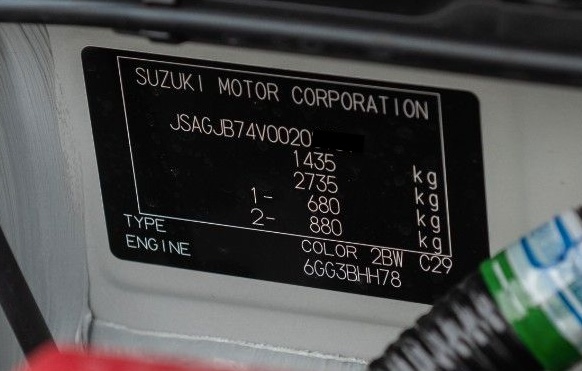 SUZUKI MOTOR CORPORATION
JSAGJB74V0020
1435 kg
2735 kg
1- 680 kg
2- 880 kg
TYPE COLOR 2BW C29
ENGINE 6GG3BHH78